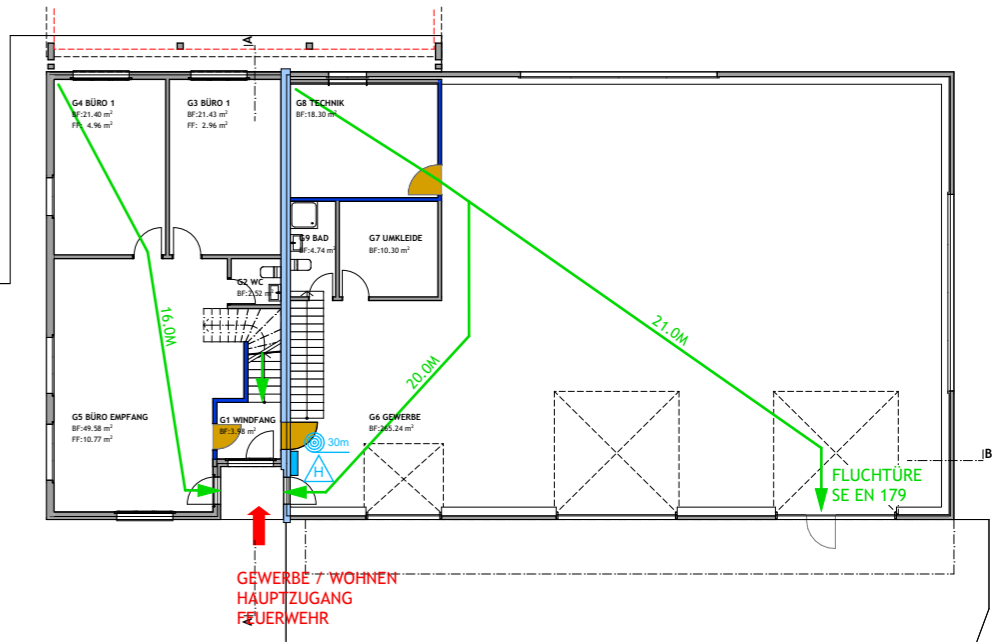 A
G4 BÜRO 1
BF:21.40 m²
FF: 4.96 m²
G3 BÜRO 1
BF:21.43 m²
FF: 2.96 m²
G8 TECHNIK
BF:18.30 m²
G9 BAD
BF:4.74 m²
G7 UMKLEIDE
BF:10.30 m²
G2 WC
BF:2.52 m²
16.0M
21.0M
20.0M
G5 BÜRO EMPFANG
BF:49.58 m²
FF:10.77 m²
G1 WINDFANG
BF:3.98 m²
G6 GEWERBE
BF:265.24 m²
30m
H
B
FLUCHTÜRE
SE EN 179
GEWERBE / WOHNEN
HAUPTZUGANG
FEUERWEHR
A